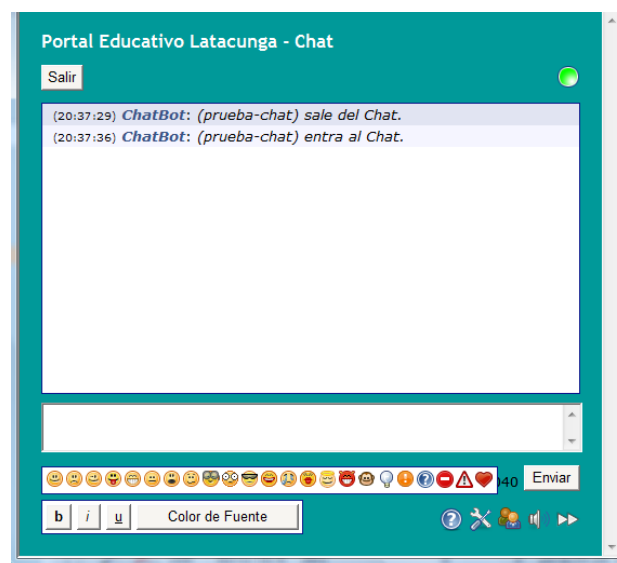 Portal Educativo Latacunga - Chat
Salir
(20:37:29) ChatBot: (prueba-chat) sale del Chat.
(20:37:36) ChatBot: (prueba-chat) entra al Chat.
40 Enviar
b i u Color de Fuente